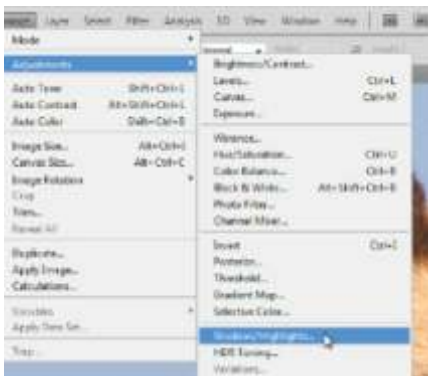 Layer Select Filter Analysis 3D View Window Help
Mode
Adjustments
Auto Tone Shift+Ctrl+L
Auto Contrast Alt+Shift+Ctrl+L
Auto Color Shift+Ctrl+B
Image Size... Alt+Ctrl+I
Canvas Size... Alt+Ctrl+C
Image Rotation
Crop
Trim...
Reveal All
Duplicate...
Apply Image...
Calculations...
Variables
Apply Data Set...
Trap...
Brightness/Contrast...
Levels... Ctrl+L
Curves... Ctrl+M
Exposure...
Vibrance...
Hue/Saturation... Ctrl+U
Color Balance... Ctrl+B
Black & White... Alt+Shift+Ctrl+B
Photo Filter...
Channel Mixer...
Invert Ctrl+I
Posterize...
Threshold...
Gradient Map...
Selective Color...
Shadows/Highlights...
HDR Toning...
Variations...